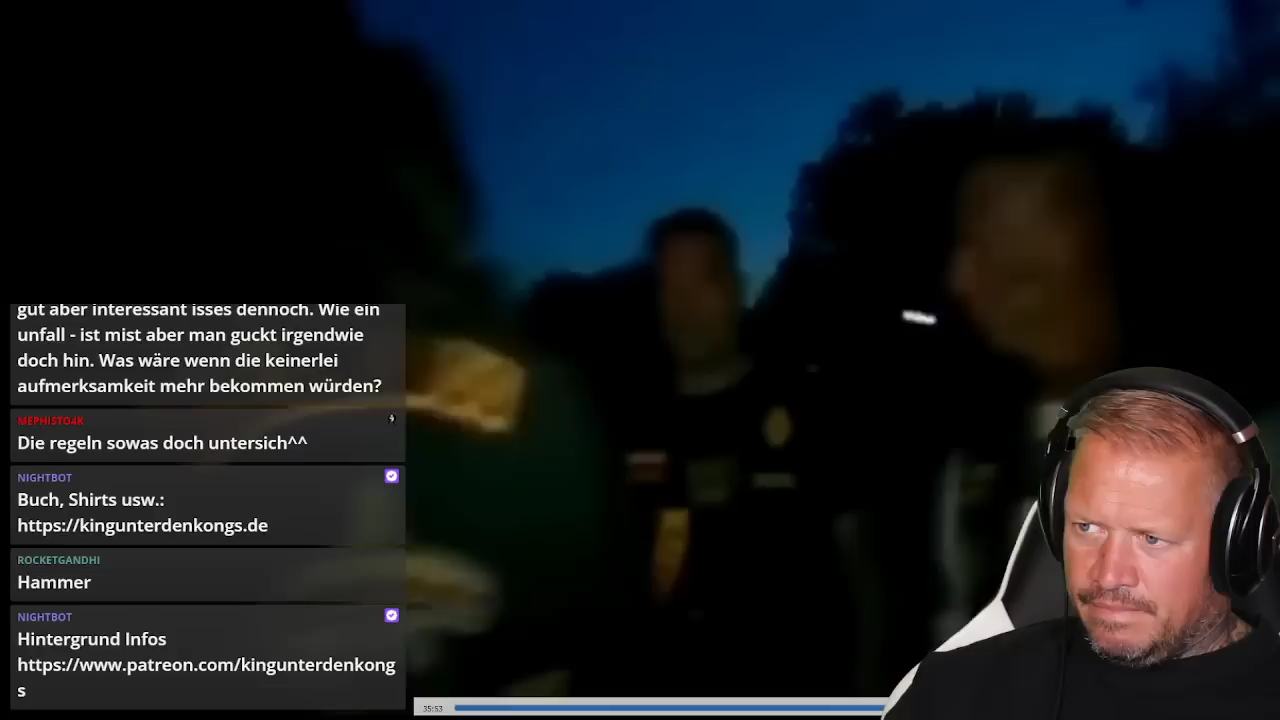 gut aber interessant isses dennoch. Wie ein
unfall - ist mist aber man guckt irgendwie
doch hin. Was wäre wenn die keinerlei
aufmerksamkeit mehr bekommen würden?
MEPHISTO4K
Die regeln sowas doch untersich^^
NIGHTBOT
Buch, Shirts usw.:
https://kingunterdenkongs.de
ROCKETGANDHI
Hammer
NIGHTBOT
Hintergrund Infos
https://www.patreon.com/kingunterdenkong
s
35:53